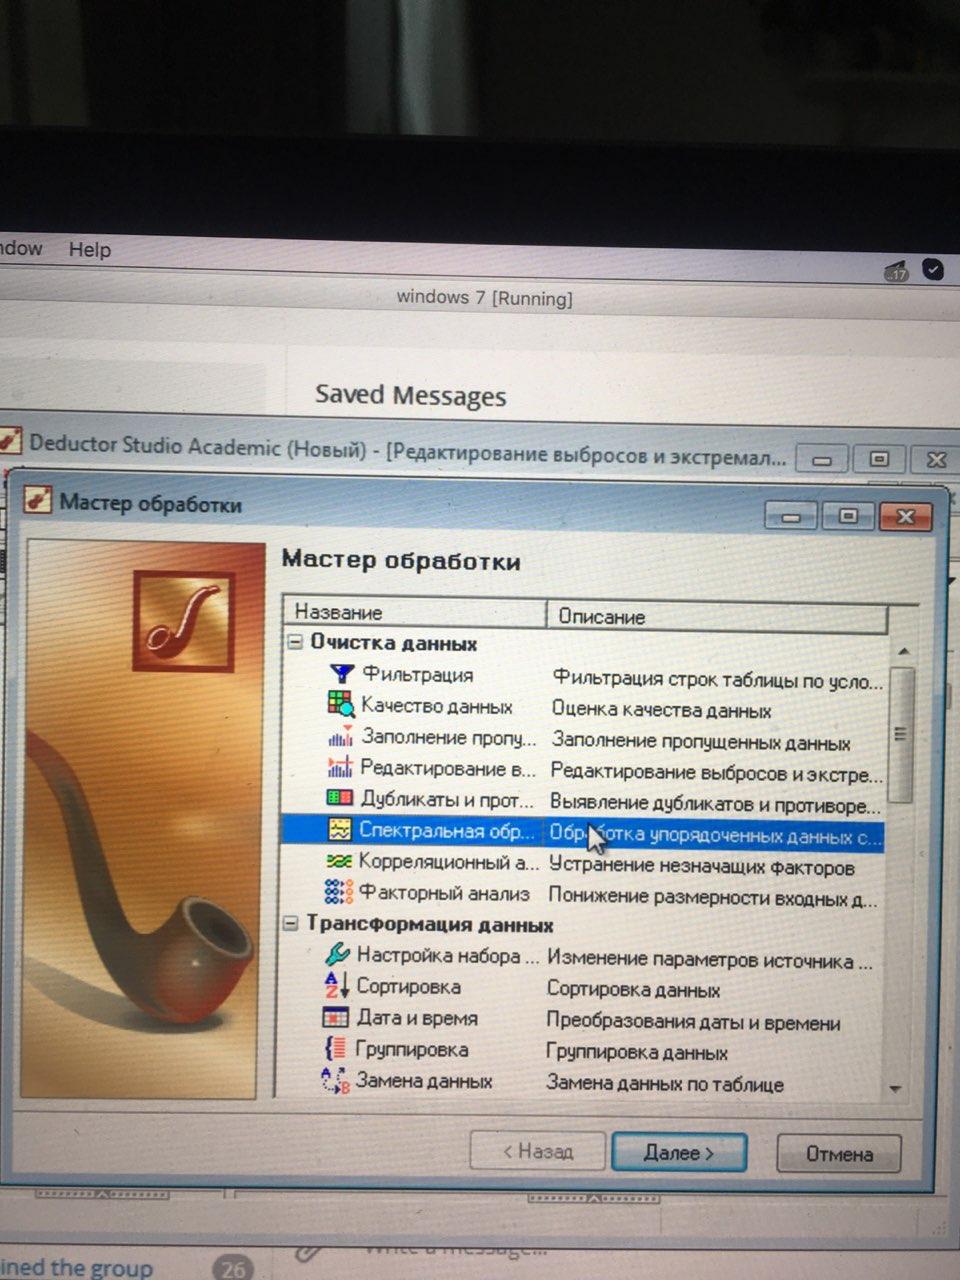 Help
..17
windows 7 [Running]
Saved Messages
Deductor Studio Academic (Новый) - [Редактирование выбросов и экстремал...
Мастер обработки
Мастер обработки
Название Описание
Очистка данных
Фильтрация Фильтрация строк таблицы по усло...
Качество данных Оценка качества данных
Заполнение пропу... Заполнение пропущенных данных
Редактирование в... Редактирование выбросов и экстре...
Дубликаты и прот... Выявление дубликатов и противоре...
Спектральная обр... Обработка упорядоченных данных с...
Корреляционный а... Устранение незначащих факторов
Факторный анализ Понижение размерности входных д...
Трансформация данных
Настройка набора ... Изменение параметров источника ...
Сортировка Сортировка данных
Дата и время Преобразования даты и времени
Группировка Группировка данных
Замена данных Замена данных по таблице
< Назад Далее > Отмена
Write a message...
ined the group 26